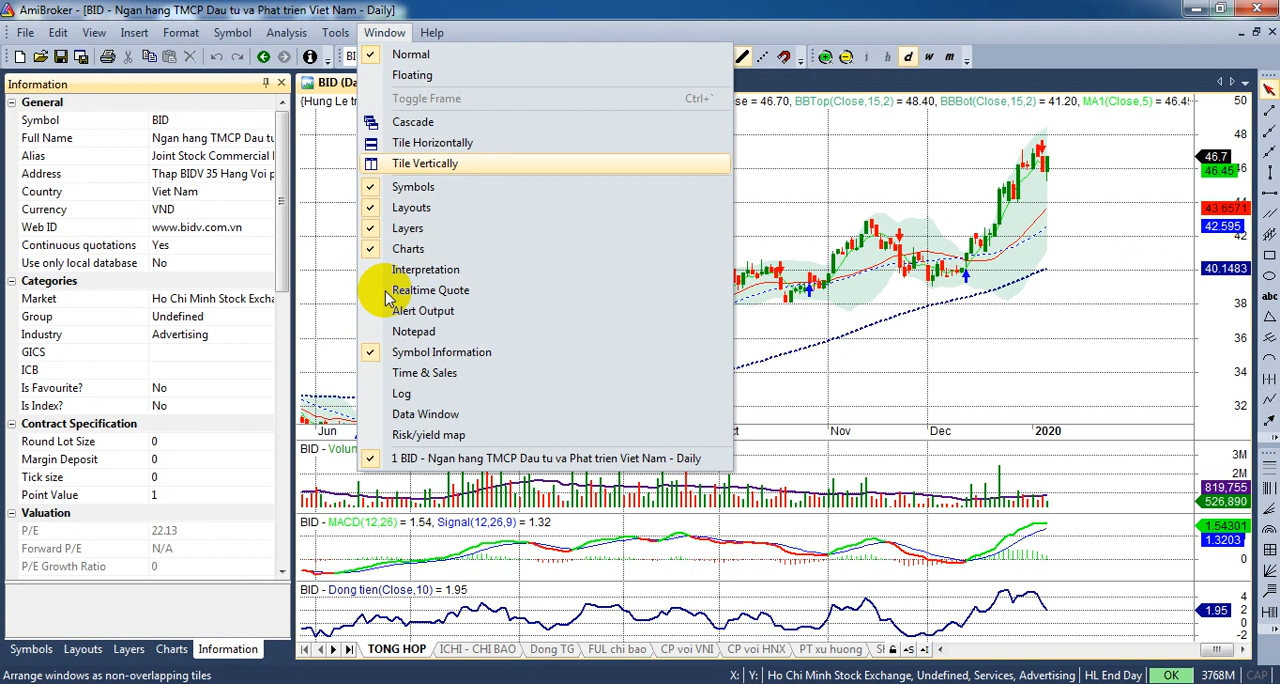 AmiBroker - [BID - Ngan hang TMCP Dau tu va Phat trien Viet Nam - Daily]
File Edit View Insert Format Symbol Analysis Tools Window Help
i h d w m
Information
General
Symbol BID
Full Name Ngan hang TMCP Dau tu
Alias Joint Stock Commercial
Address Thap BIDV 35 Hang Voi p
Country Viet Nam
Currency VND
Web ID www.bidv.com.vn
Continuous quotations Yes
Use only local database No
Categories
Market Ho Chi Minh Stock Excha
Group Undefined
Industry Advertising
GICS
ICB
Is Favourite? No
Is Index? No
Contract Specification
Round Lot Size 0
Margin Deposit 0
Tick size 0
Point Value 1
Valuation
P/E 22.13
Forward P/E N/A
P/E Growth Ratio
Symbols Layouts Layers Charts Information
Normal
Floating
Toggle Frame Ctrl+`
Cascade
Tile Horizontally
Tile Vertically
Symbols
Layouts
Layers
Charts
Interpretation
Realtime Quote
Alert Output
Notepad
Symbol Information
Time & Sales
Log
Data Window
Risk/yield map
1 BID - Ngan hang TMCP Dau tu va Phat trien Viet Nam - Daily
BID (Da
{Hung Le tr
se = 46.70, BBTop(Close,15,2) = 48.40, BBBot(Close,15,2) = 41.20, MA1(Close,5) = 46.4
50
48
46.7
46.45
46
44
43.6571
42.595
42
40.1483
38
36
34
32
Jun Nov Dec 2020
BID - Volum
3M
2M
819,755
526,890
BID - MACD(12,26) = 1.54, Signal(12,26,9) = 1.32
1.54301
1.3203
0
BID - Dong tien(Close,10) = 1.95
4
2
1.95
0
-2
TONG HOP ICHI - CHI BAO Dong TG FUL chi bao CP voi VNI CP voi HNX PT xu huong
abc
Arrange windows as non-overlapping tiles X: Y: Ho Chi Minh Stock Exchange, Undefined, Services, Advertising HL End Day OK 3768M CAP